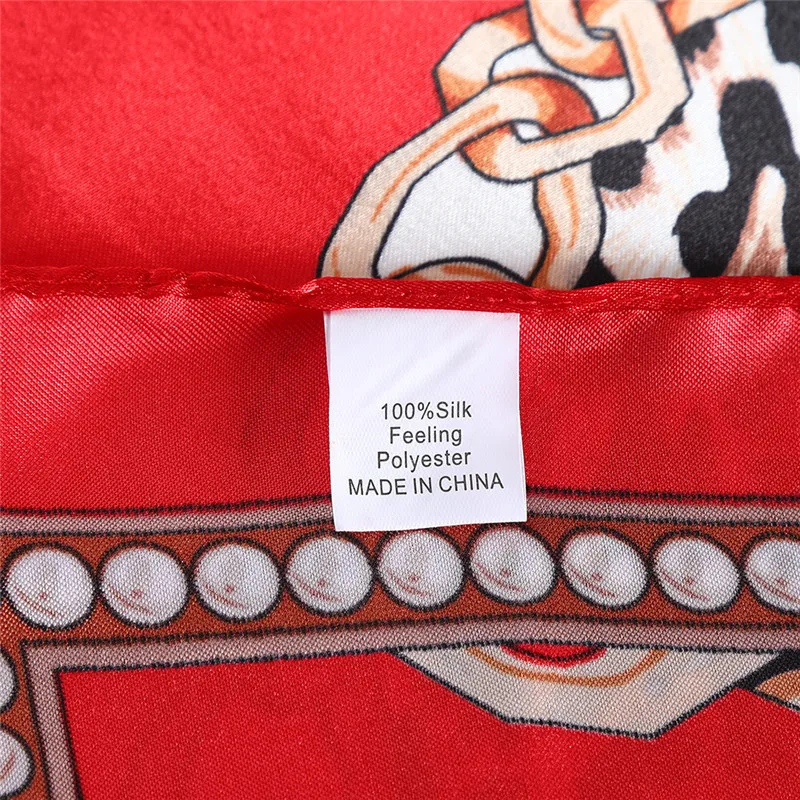 100%Silk
Feeling
Polyester
MADE IN CHINA